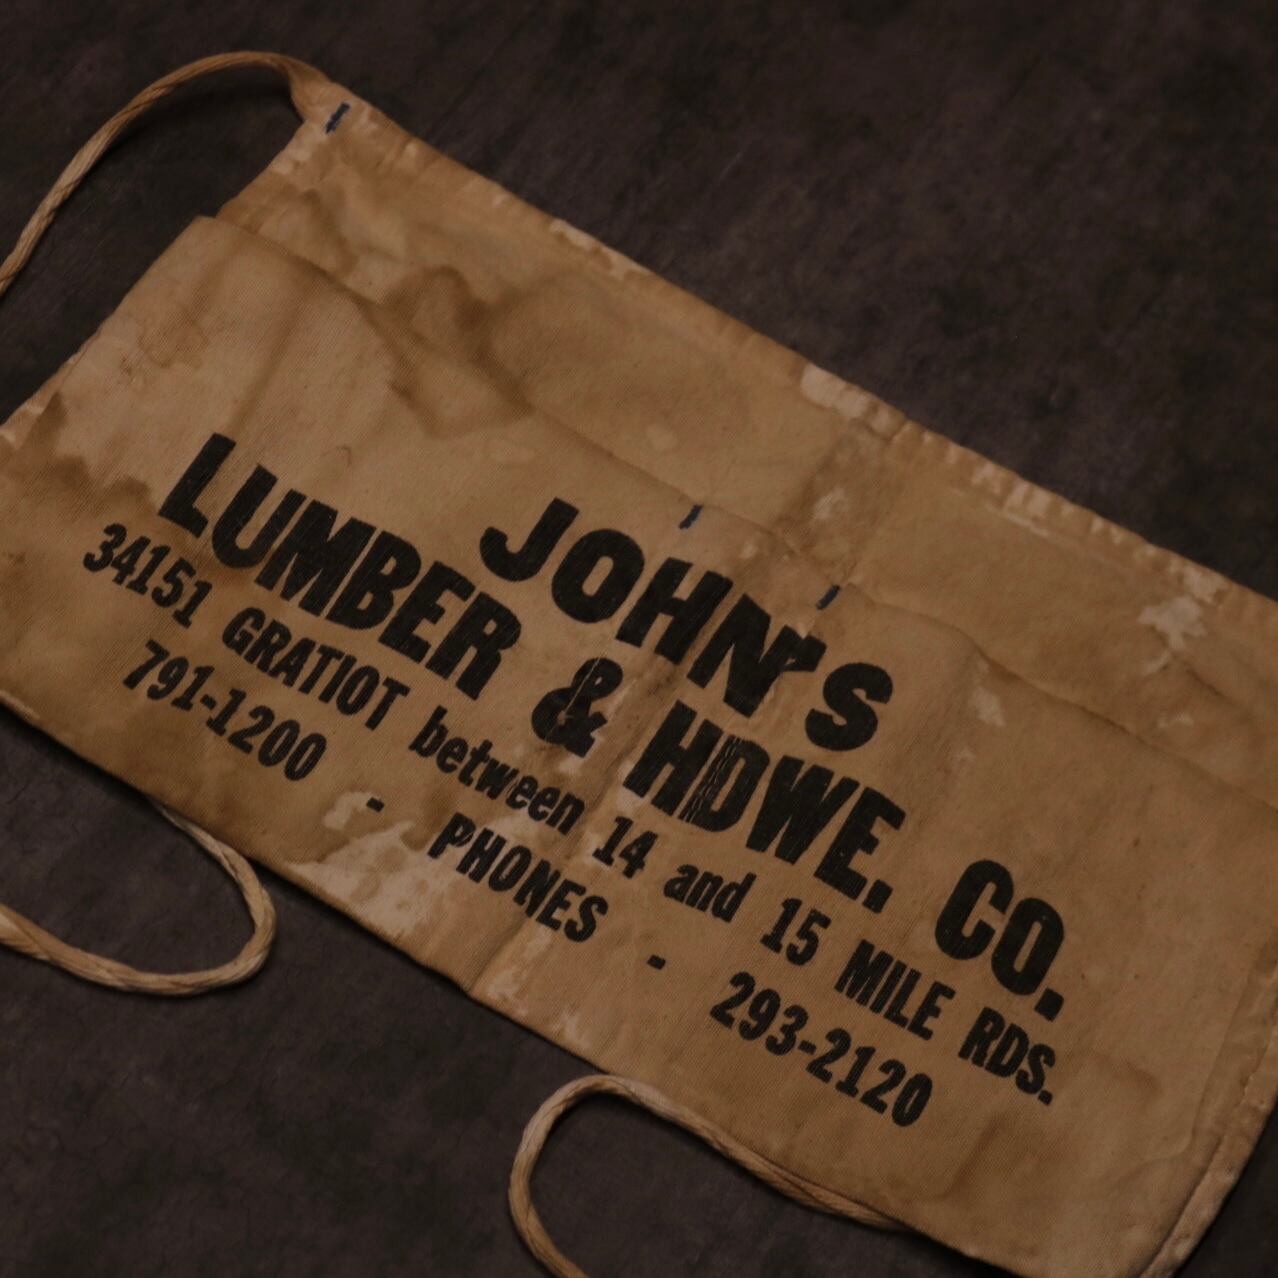 JOHN'S
LUMBER & HDWE. CO.
34151 GRATIOT between 14 and 15 MILE RDS.
791-1200 - PHONES - 293-2120